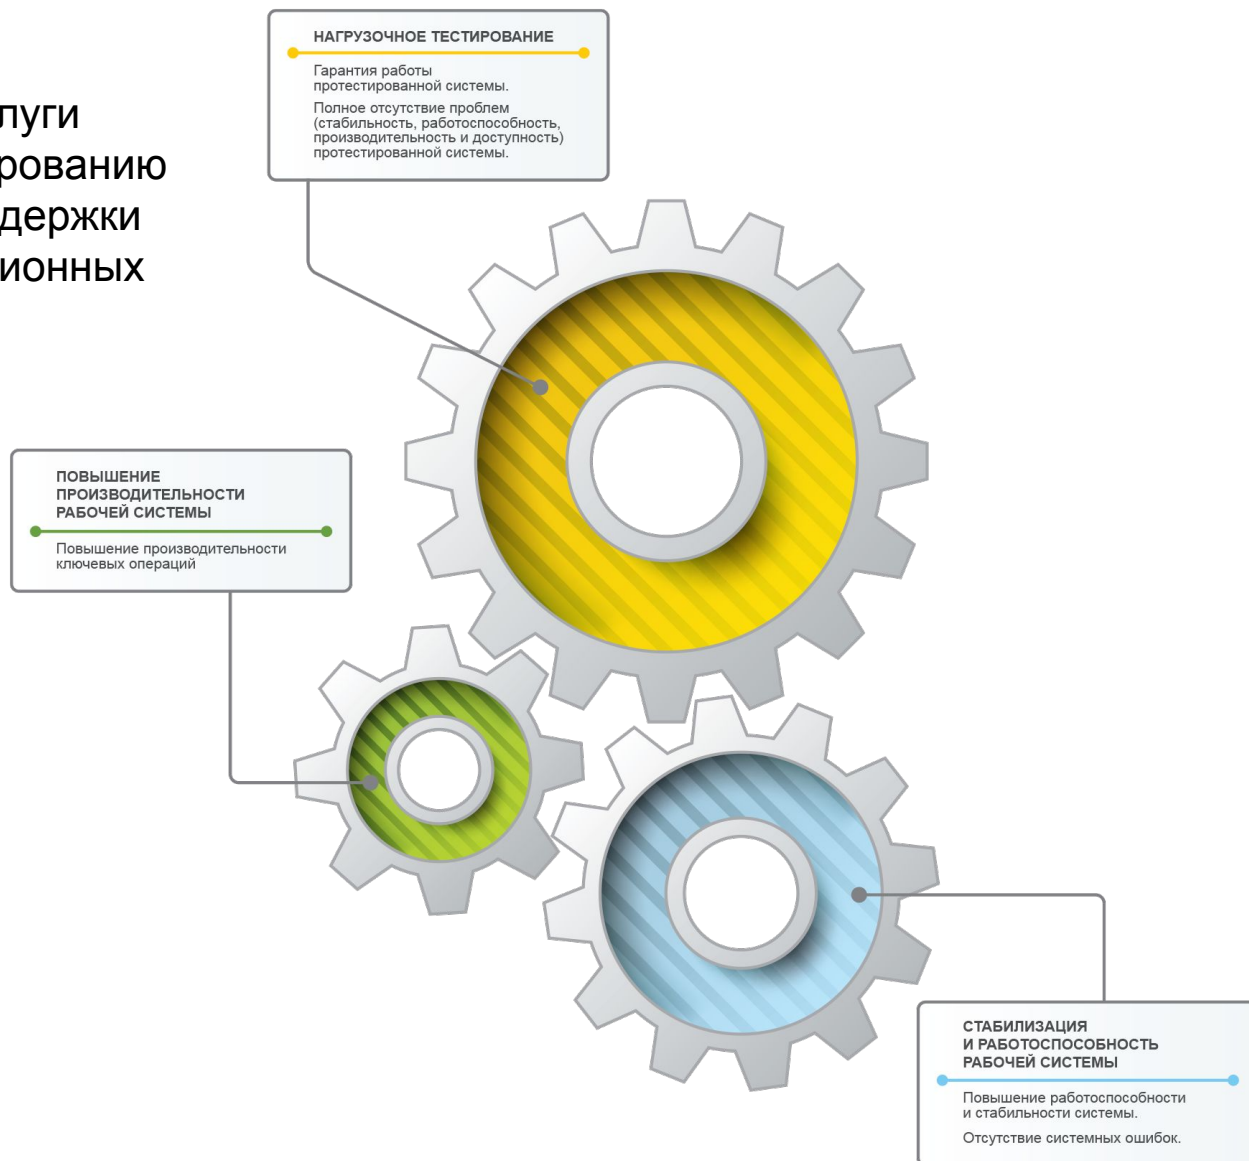 НАГРУЗОЧНОЕ ТЕСТИРОВАНИЕ
Гарантия работы
протестированной системы.
Полное отсутствие проблем
(стабильность, работоспособность,
производительность и доступность)
протестированной системы.
луги
рованию
держки
ионных
ПОВЫШЕНИЕ
ПРОИЗВОДИТЕЛЬНОСТИ
РАБОЧЕЙ СИСТЕМЫ
Повышение производительности
ключевых операций
СТАБИЛИЗАЦИЯ
И РАБОТОСПОСОБНОСТЬ
РАБОЧЕЙ СИСТЕМЫ
Повышение работоспособности
и стабильности системы.
Отсутствие системных ошибок.